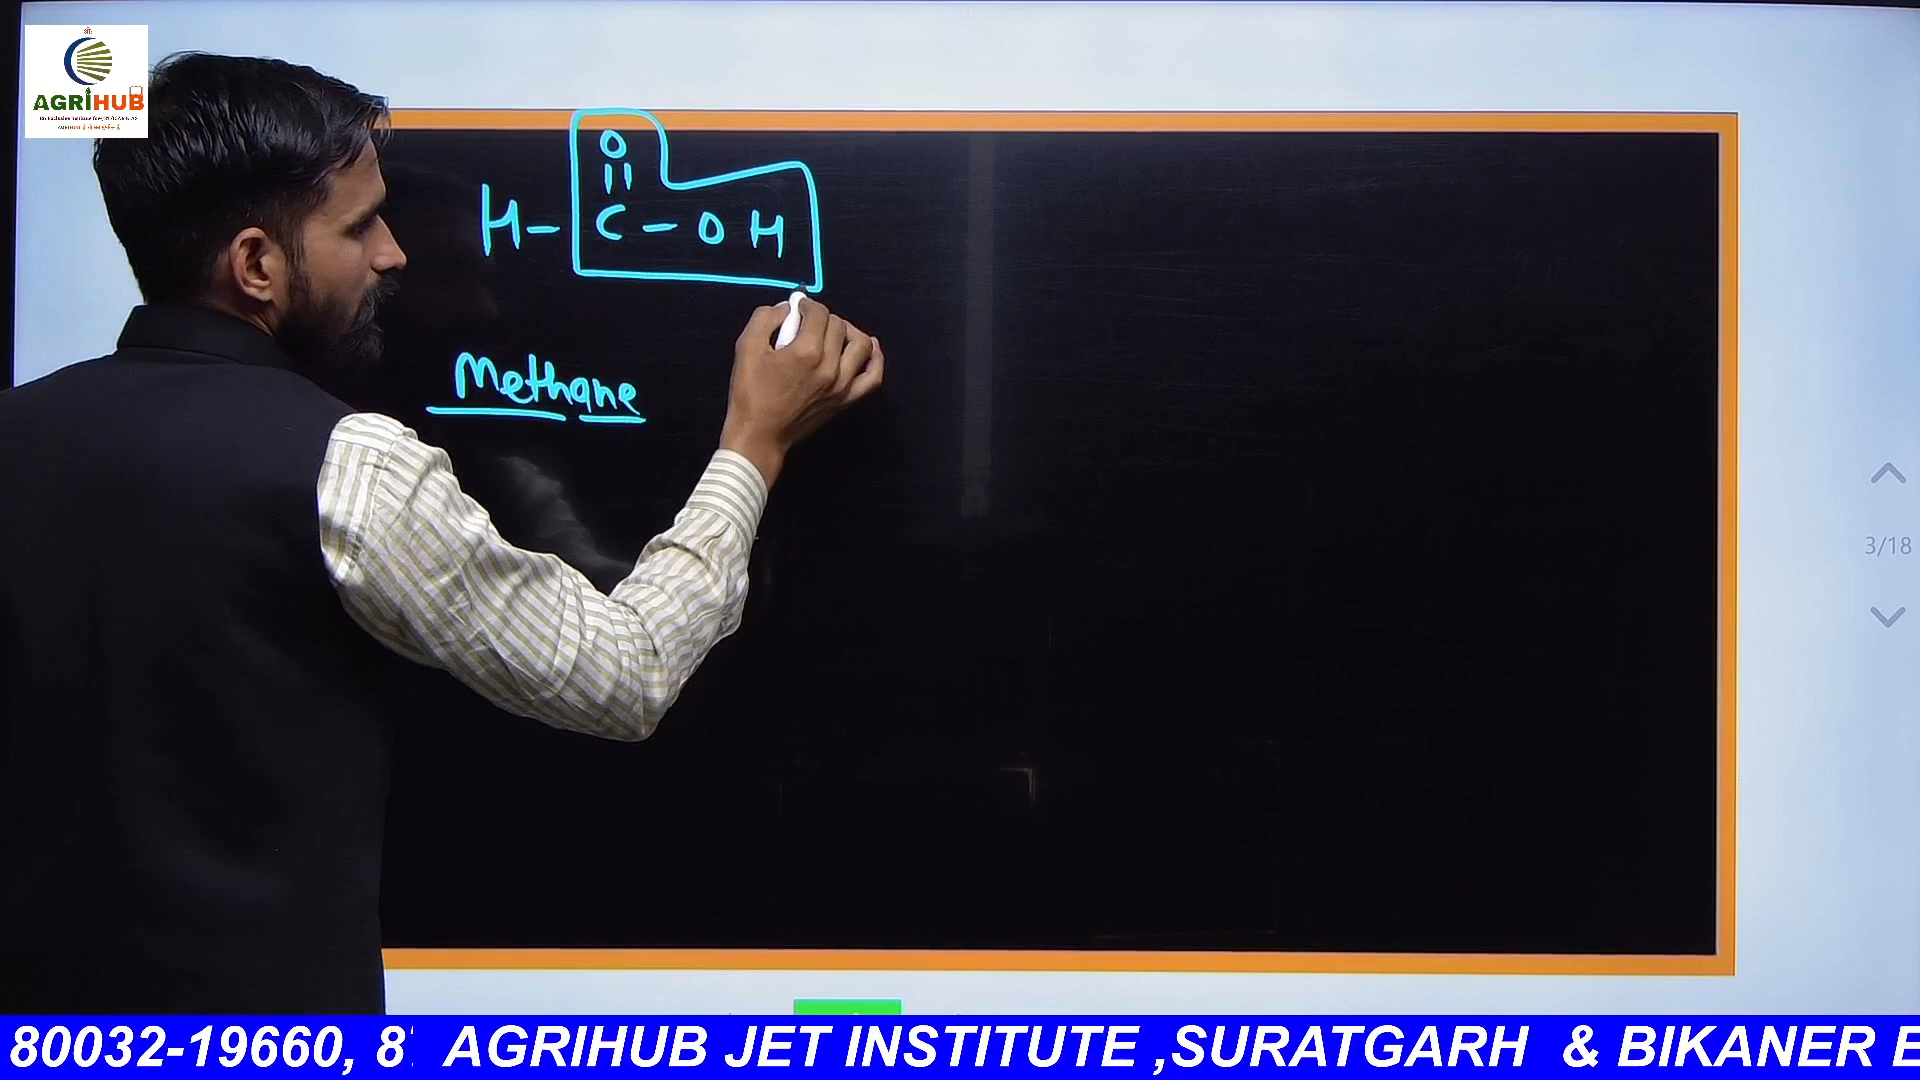 AGRIHUB
O
H - C - O H
Methane
3/18
80032-19660, 8
AGRIHUB JET INSTITUTE ,SURATGARH & BIKANER